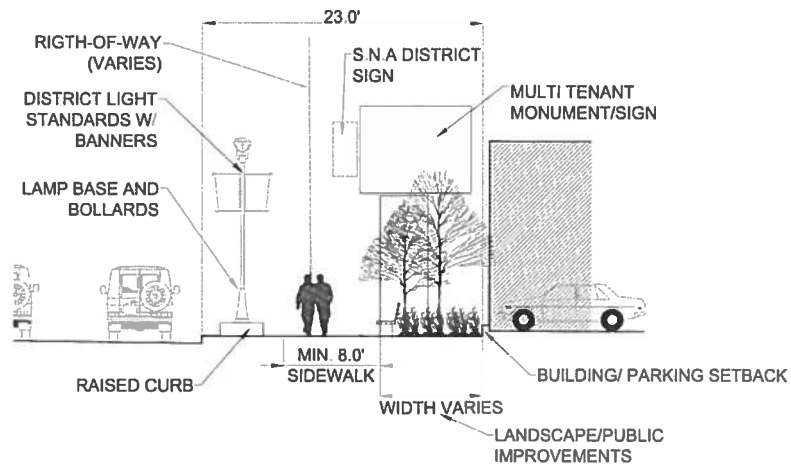 23.0'
RIGTH-OF-WAY
(VARIES)
S.N.A DISTRICT
SIGN
MULTI TENANT
MONUMENT/SIGN
DISTRICT LIGHT
STANDARDS W/
BANNERS
LAMP BASE AND
BOLLARDS
MIN. 8.0'
SIDEWALK
RAISED CURB
BUILDING/ PARKING SETBACK
WIDTH VARIES
LANDSCAPE/PUBLIC
IMPROVEMENTS